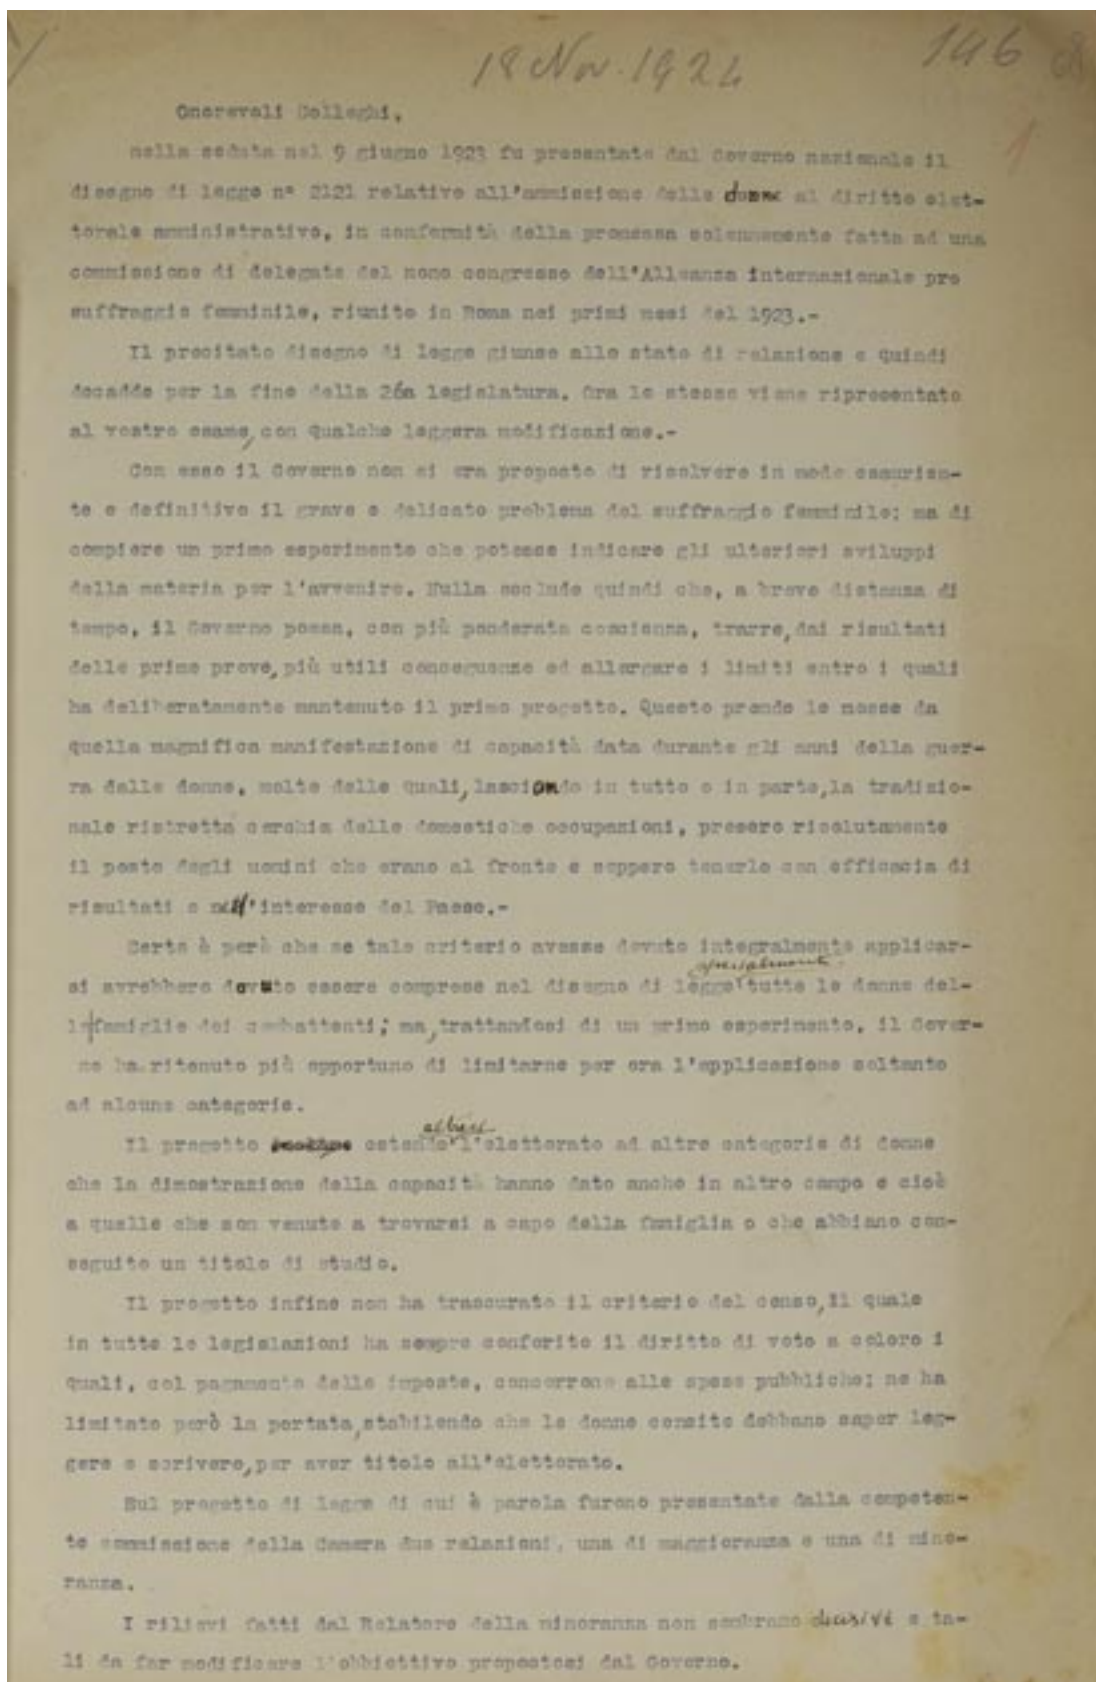 18 Nov. 1924
146
68
1
Onorevoli Colleghi,
nella seduta nel 9 giugno 1923 fu presentato dal Governo nazionale il
disegno di legge n° 2121 relativo all'ammissione delle donne al diritto elet-
torale amministrativo, in conformità della promessa solennemente fatta ad una
commissione di delegate del nono congresso dell'Alleanza internazionale pro
suffraggio femminile, riunito in Roma nei primi mesi del 1923.-
Il precitato disegno di legge giunse allo stato di relazione e quindi
decadde per la fine della 26a legislatura. Ora lo stesso viene ripresentato
al vostro esame, con qualche leggera modificazione.-
Con esso il Governo non si era proposto di risolvere in modo esaurien-
te e definitivo il grave e delicato problema del suffraggio femminile; ma di
compiere un primo esperimento che potesse indicare gli ulteriori sviluppi
della materia per l'avvenire. Nulla esclude quindi che, a breve distanza di
tempo, il Governo possa, con più ponderata coscienza, trarre, dai risultati
delle prime prove, più utili conseguenze ed allargare i limiti entro i quali
ha deliberatamente mantenuto il primo progetto. Questo prende le mosse da
quella magnifica manifestazione di capacità data durante gli anni della guer-
ra dalle donne, molte delle quali, lasciando in tutto o in parte, la tradizio-
nale ristretta cerchia delle domestiche occupazioni, presero risolutamente
il posto degli uomini che erano al fronte e seppero tenerlo con efficacia di
risultati e nell'interesse del Paese.-
Certo è però che se tale criterio avesse dovuto integralmente applicar-
si avrebbero dovuto essere comprese nel disegno di legge specialmente tutte le donne del-
le famiglie dei combattenti; ma, trattandosi di un primo esperimento, il Gover-
no ha ritenuto più opportuno di limitarne per ora l'applicazione soltanto
ad alcune categorie.
Il progetto estende altresì l'elettorato ad altre categorie di donne
che la dimostrazione della capacità hanno dato anche in altro campo e cioè
a quelle che son venute a trovarsi a capo della famiglia o che abbiano con-
seguito un titolo di studio.
Il progetto infine non ha trascurato il criterio del censo, il quale
in tutte le legislazioni ha sempre conferito il diritto di voto a coloro i
quali, col pagamento delle imposte, concorrono alle spese pubbliche; ne ha
limitato però la portata, stabilendo che le donne censite debbano saper leg-
gere e scrivere, per aver titolo all'elettorato.
Sul progetto di legge di cui è parola furono presentate dalla competen-
te commissione della Camera due relazioni, una di maggioranza e una di mino-
ranza.
I rilievi fatti dal Relatore della minoranza non sembrano decisivi e ta-
li da far modificare l'obbiettivo propostosi dal Governo.